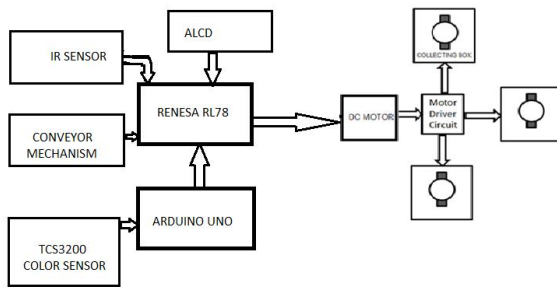 ALCD
IR SENSOR
RENESA RL78
CONVEYOR
MECHANISM
TCS3200
COLOR SENSOR
ARDUINO UNO
DC MOTOR
Motor
Driver
Circuit
COLLECTING BOX